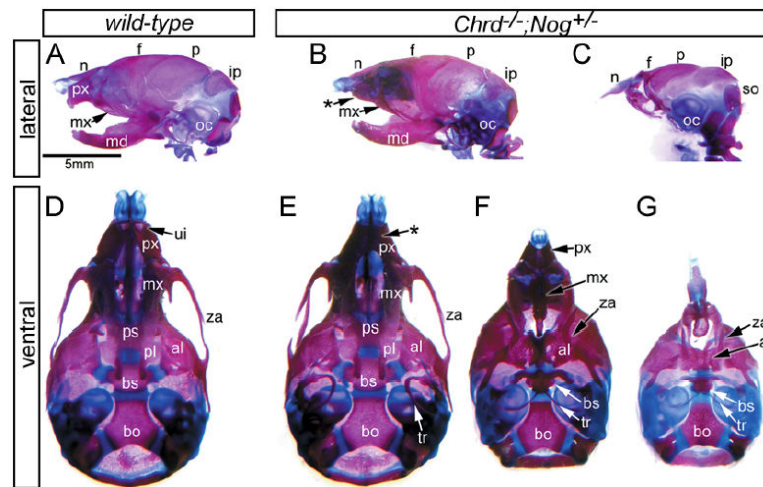 wild-type
Chrd-/-;Nog+/-
lateral
A
n
f
p
ip
px
mx
md
oc
5mm
B
n
f
p
ip
*
mx
md
oc
C
n
f
p
ip
so
oc
ventral
D
ui
px
mx
za
ps
pl
al
bs
bo
E
*
px
mx
za
ps
pl
al
bs
tr
bo
F
px
mx
za
al
bs
tr
bo
G
za
al
bs
tr
bo